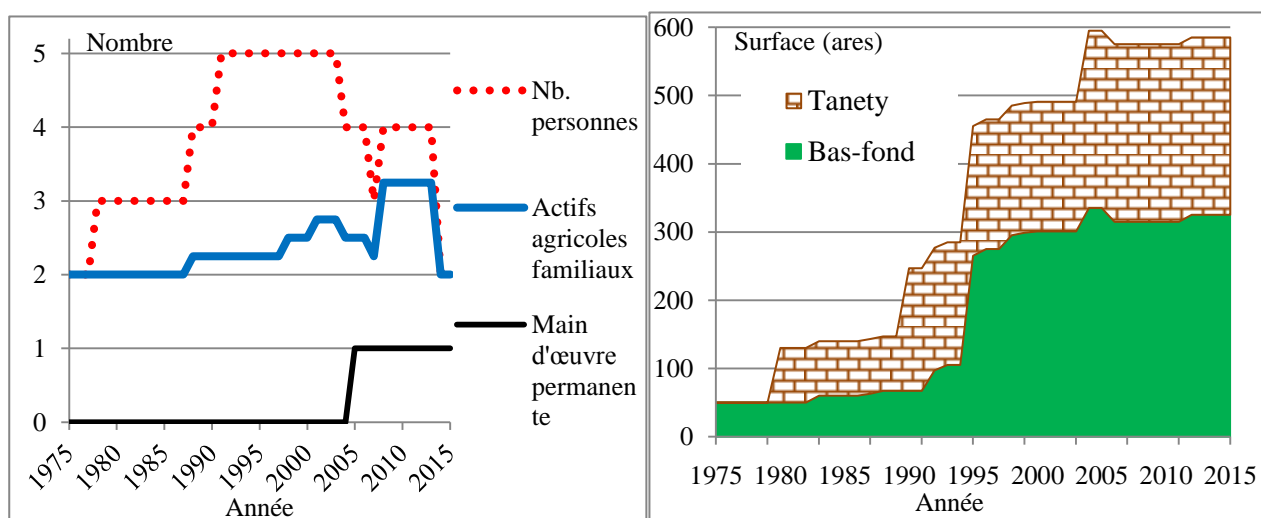 Nombre
5
4
3
2
1
0
Nb.
personnes
Actifs
agricoles
familiaux
Main
d'œuvre
permanen
te
1975
1980
1985
1990
1995
2000
2005
2010
2015
Année
Surface (ares)
600
500
400
300
200
100
0
Tanety
Bas-fond
1975 1980 1985 1990 1995 2000 2005 2010 2015
Année